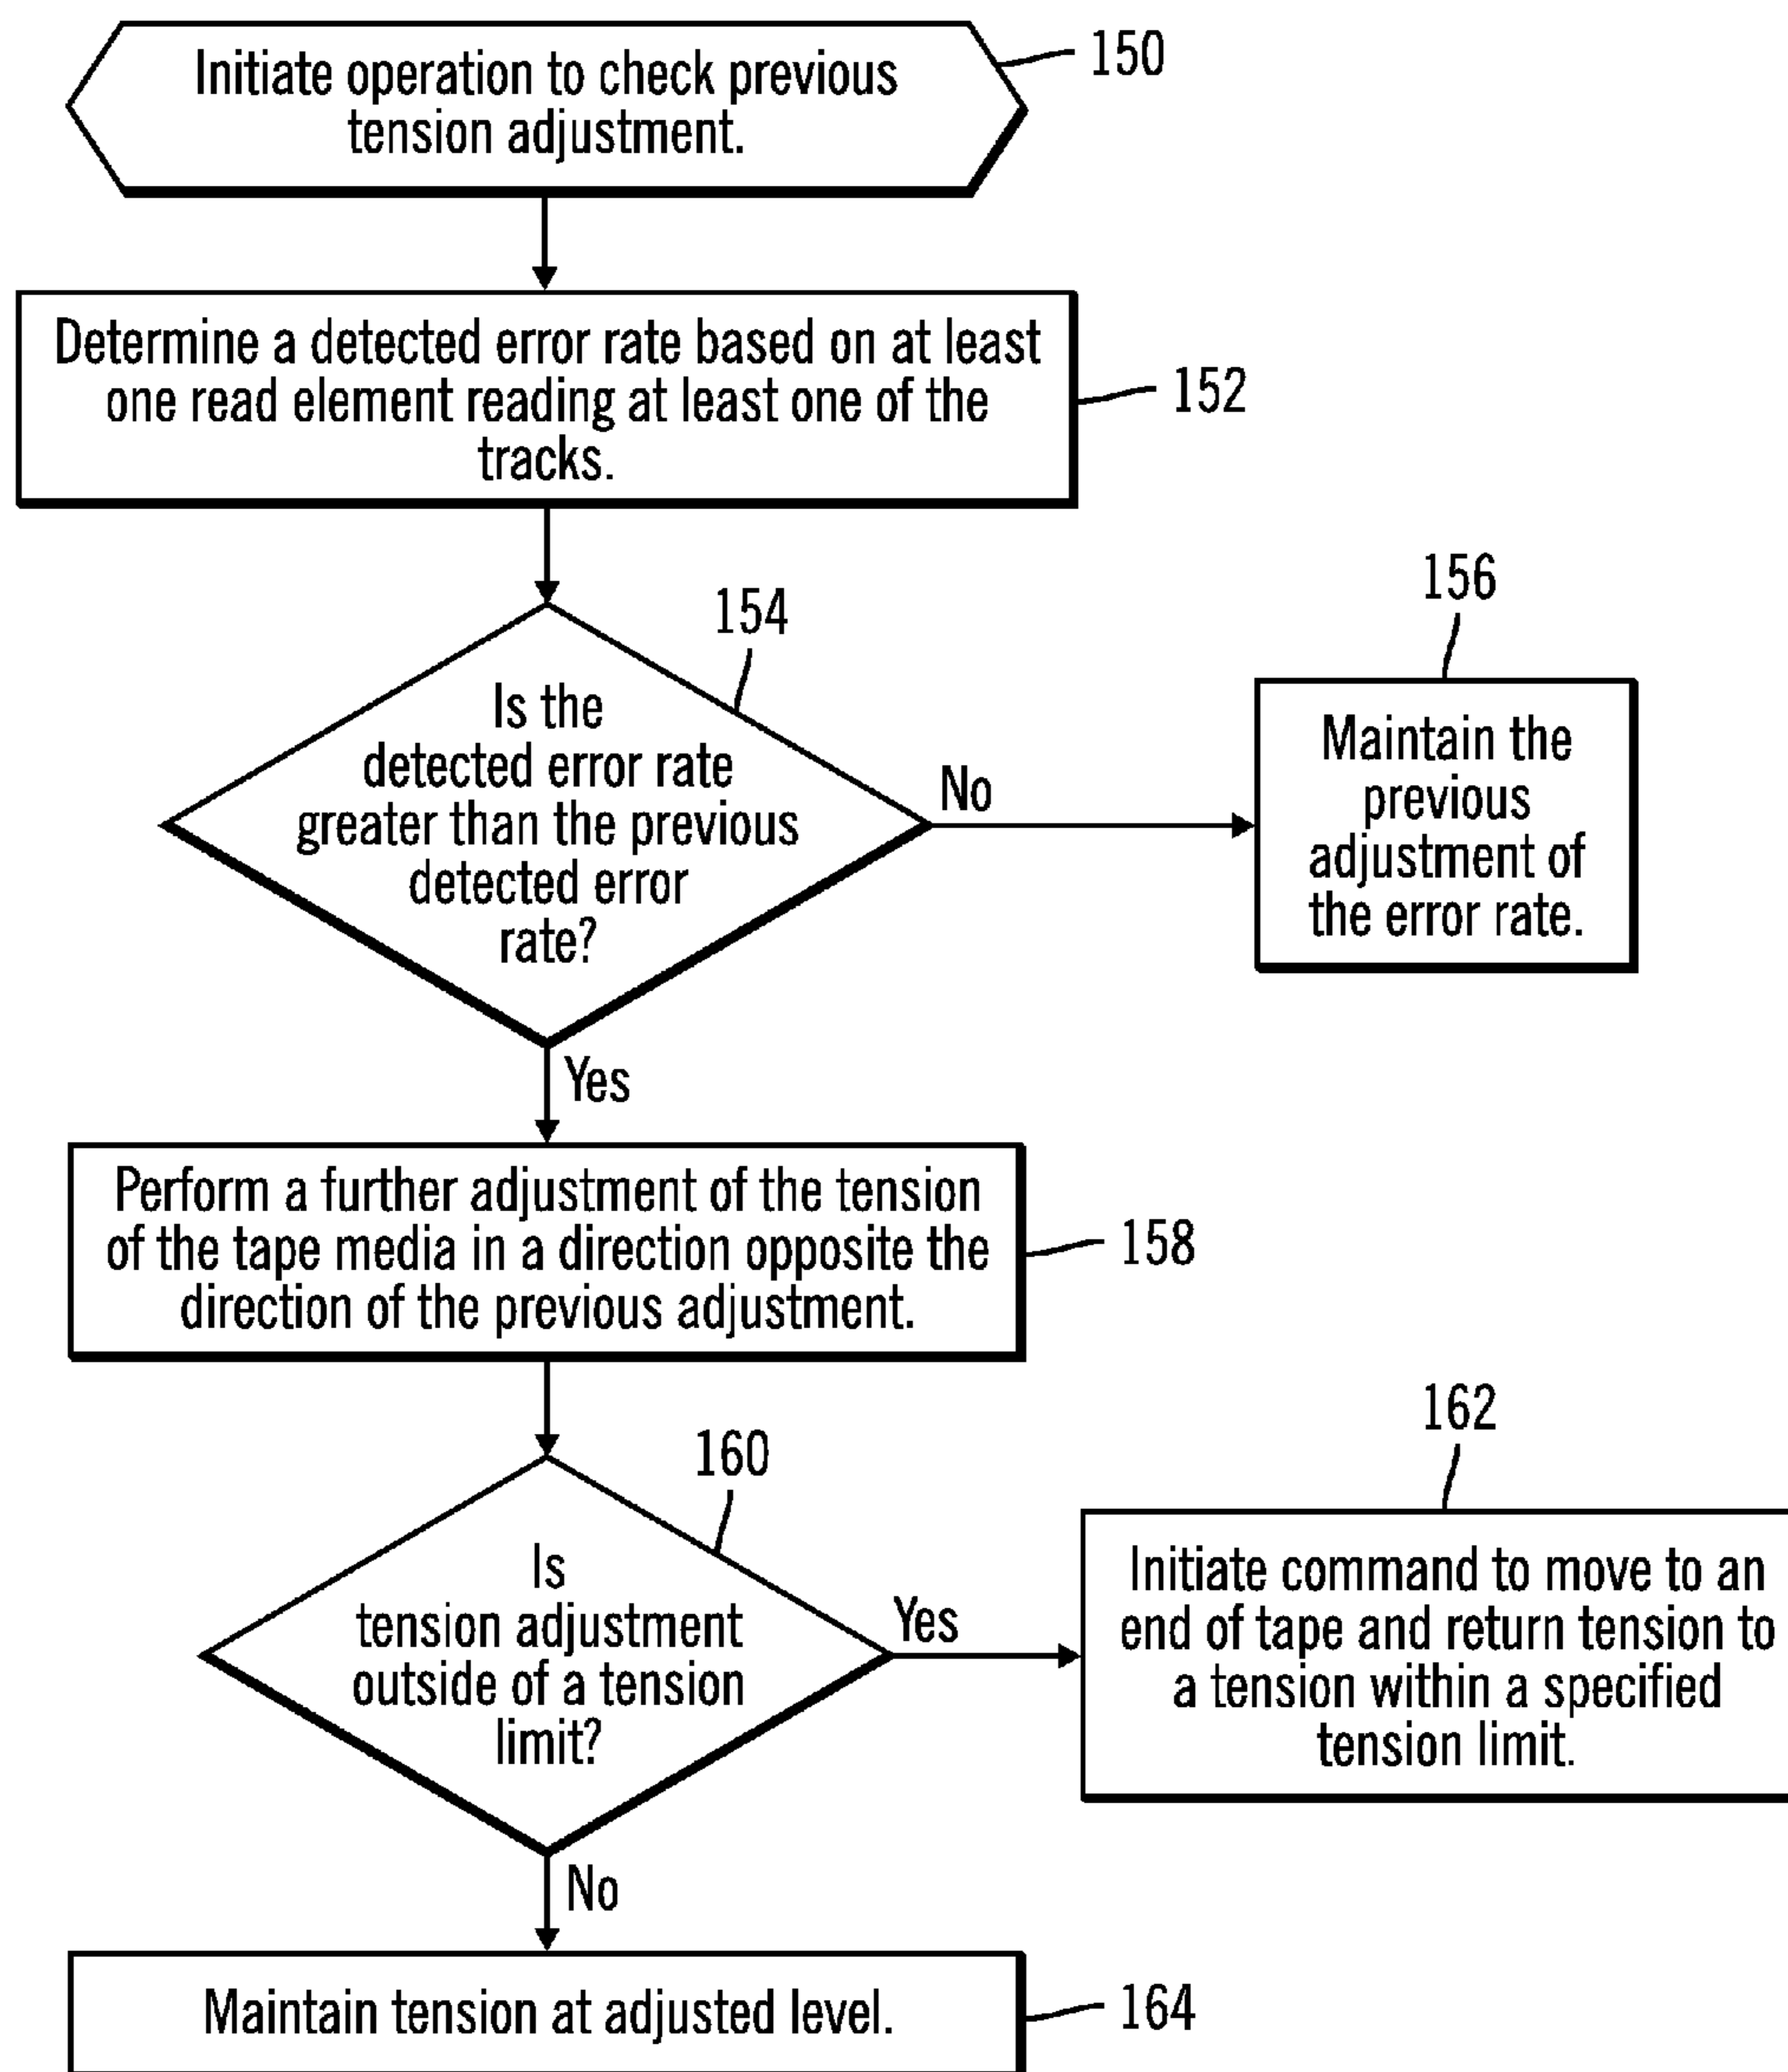 Initiate operation to check previous
tension adjustment.
150
Determine a detected error rate based on at least
one read element reading at least one of the
tracks.
152
154
Is the
detected error rate
greater than the previous
detected error
rate?
No
156
Maintain the
previous
adjustment of
the error rate.
Yes
Perform a further adjustment of the tension
of the tape media in a direction opposite the
direction of the previous adjustment.
158
160
Is
tension adjustment
outside of a tension
limit?
Yes
162
Initiate command to move to an
end of tape and return tension to
a tension within a specified
tension limit.
No
Maintain tension at adjusted level.
164